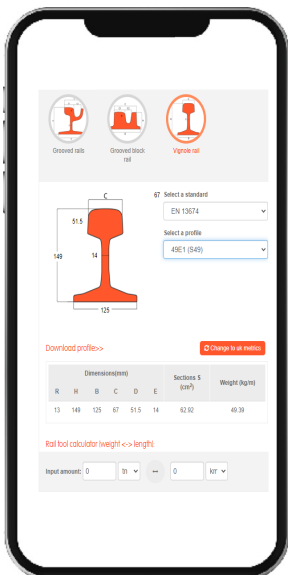 Grooved rails
Grooved block
rail
Vignole rail
C
67
Select a standard
EN 13674
51.5
Select a profile
149
14
49E1 (S49)
125
Download profile>>
Change to uk metrics
Dimensions(mm)
Sections S
(cm²)
Weight (kg/m)
R H B C D E
13 149 125 67 51.5 14 62.92 49.39
Rail tool calculator (weight <-> length)
Input amount: 0 tn 0 km